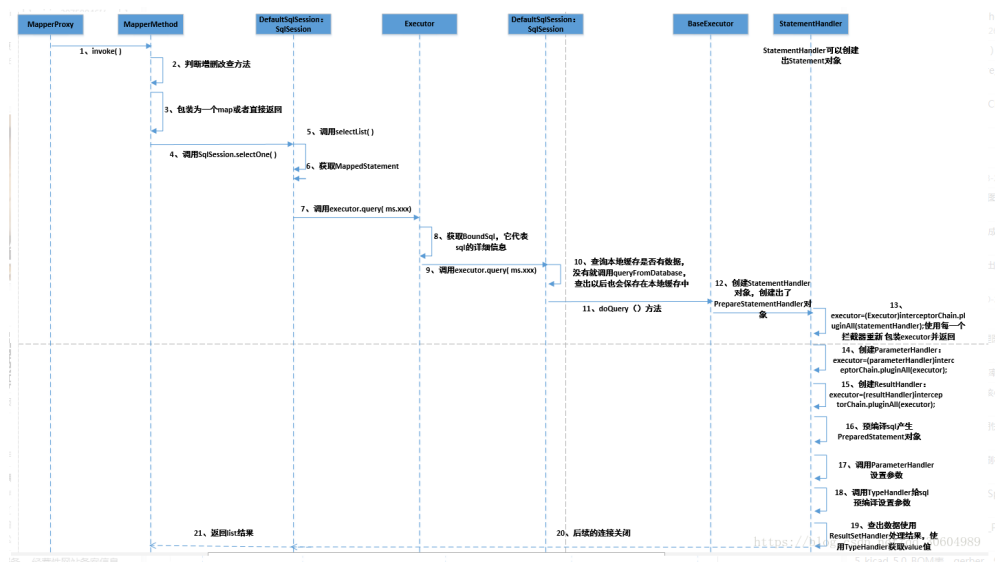 MapperProxy
MapperMethod
DefaultSqlSession:
SqlSession
Executor
DefaultSqlSession:
SqlSession
BaseExecutor
StatementHandler
1、invoke( )
StatementHandler可以创建
出Statement对象
2、判断增删改查方法
3、包装为一个map或者直接返回
5、调用selectList( )
4、调用SqlSession.selectOne( )
6、获取MappedStatement
7、调用executor.query( ms.xxx)
8、获取BoundSql，它代表
sql的详细信息
9、调用executor.query( ms.xxx)
10、查询本地缓存是否有数据，
没有就调用queryFromDatabase，
查出以后也会保存在本地缓存中
11、doQuery（）方法
12、创建StatementHandler
对象，创建出了
PrepareStatementHandler对
象
13、
executor=(Executor)interceptorChain.pl
uginAll(statementHandler);使用每一个
拦截器重新 包装executor并返回
14、创建ParameterHandler：
executor=(parameterHandler)interc
eptorChain.pluginAll(executor);
15、创建ResultHandler：
executor=(resultHandler)intercep
torChain.pluginAll(executor);
16、预编译sql产生
PreparedStatement对象
17、调用ParameterHandler
设置参数
18、调用TypeHandler给sql
预编译设置参数
19、查出数据使用
ResultSetHandler处理结果，使
用TypeHandler获取value值
20、后续的连接关闭
21、返回list结果